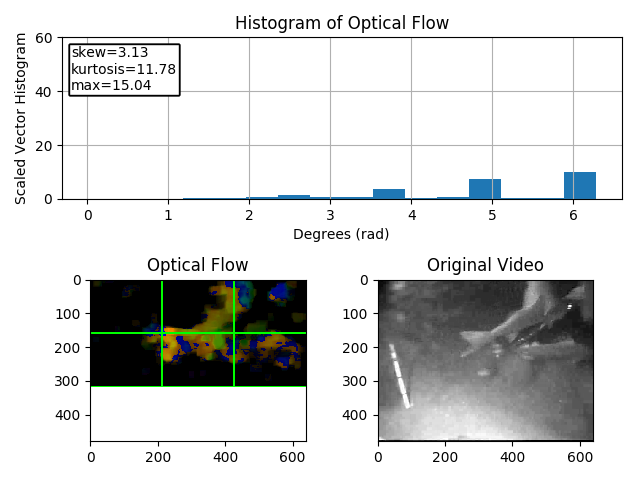 Histogram of Optical Flow
skew=3.13
kurtosis=11.78
max=15.04
Scaled Vector Histogram
60
40
20
0
0 1 2 3 4 5 6
Degrees (rad)
Optical Flow
0
100
200
300
400
0 200 400 600
Original Video
0
100
200
300
400
0 200 400 600